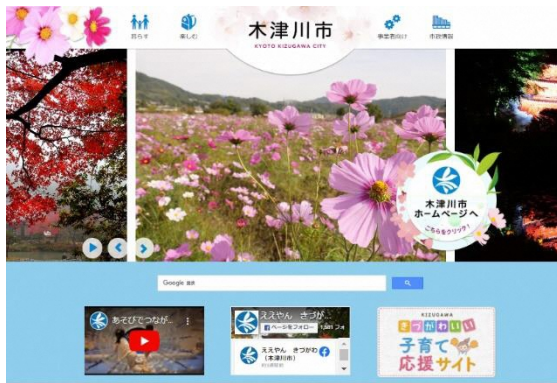 暮らす
楽しむ
木津川市
KYOTO KIZUGAWA CITY
事業者向け
市政情報
木津川市
ホームページへ
こちらをクリック!
Google
あそびでつなが...
ええやん きづが...
ページをフォロー
ええやん きづがわ
(木津川市)
KIZUGAWA
きづがわいい
子育て
応援サイト